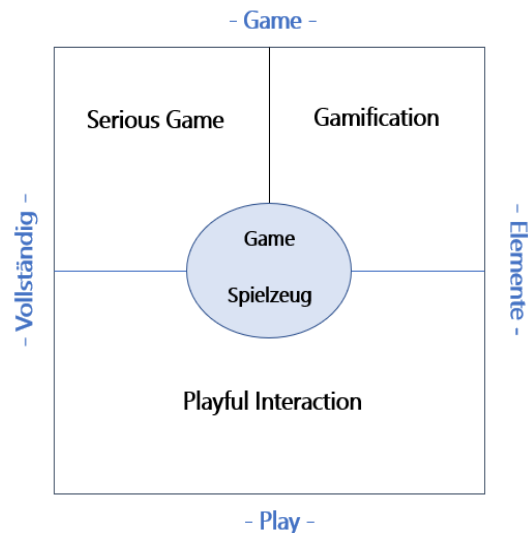 - Game -
Serious Game
Gamification
- Vollständig -
- Elemente -
Game
Spielzeug
Playful Interaction
- Play -